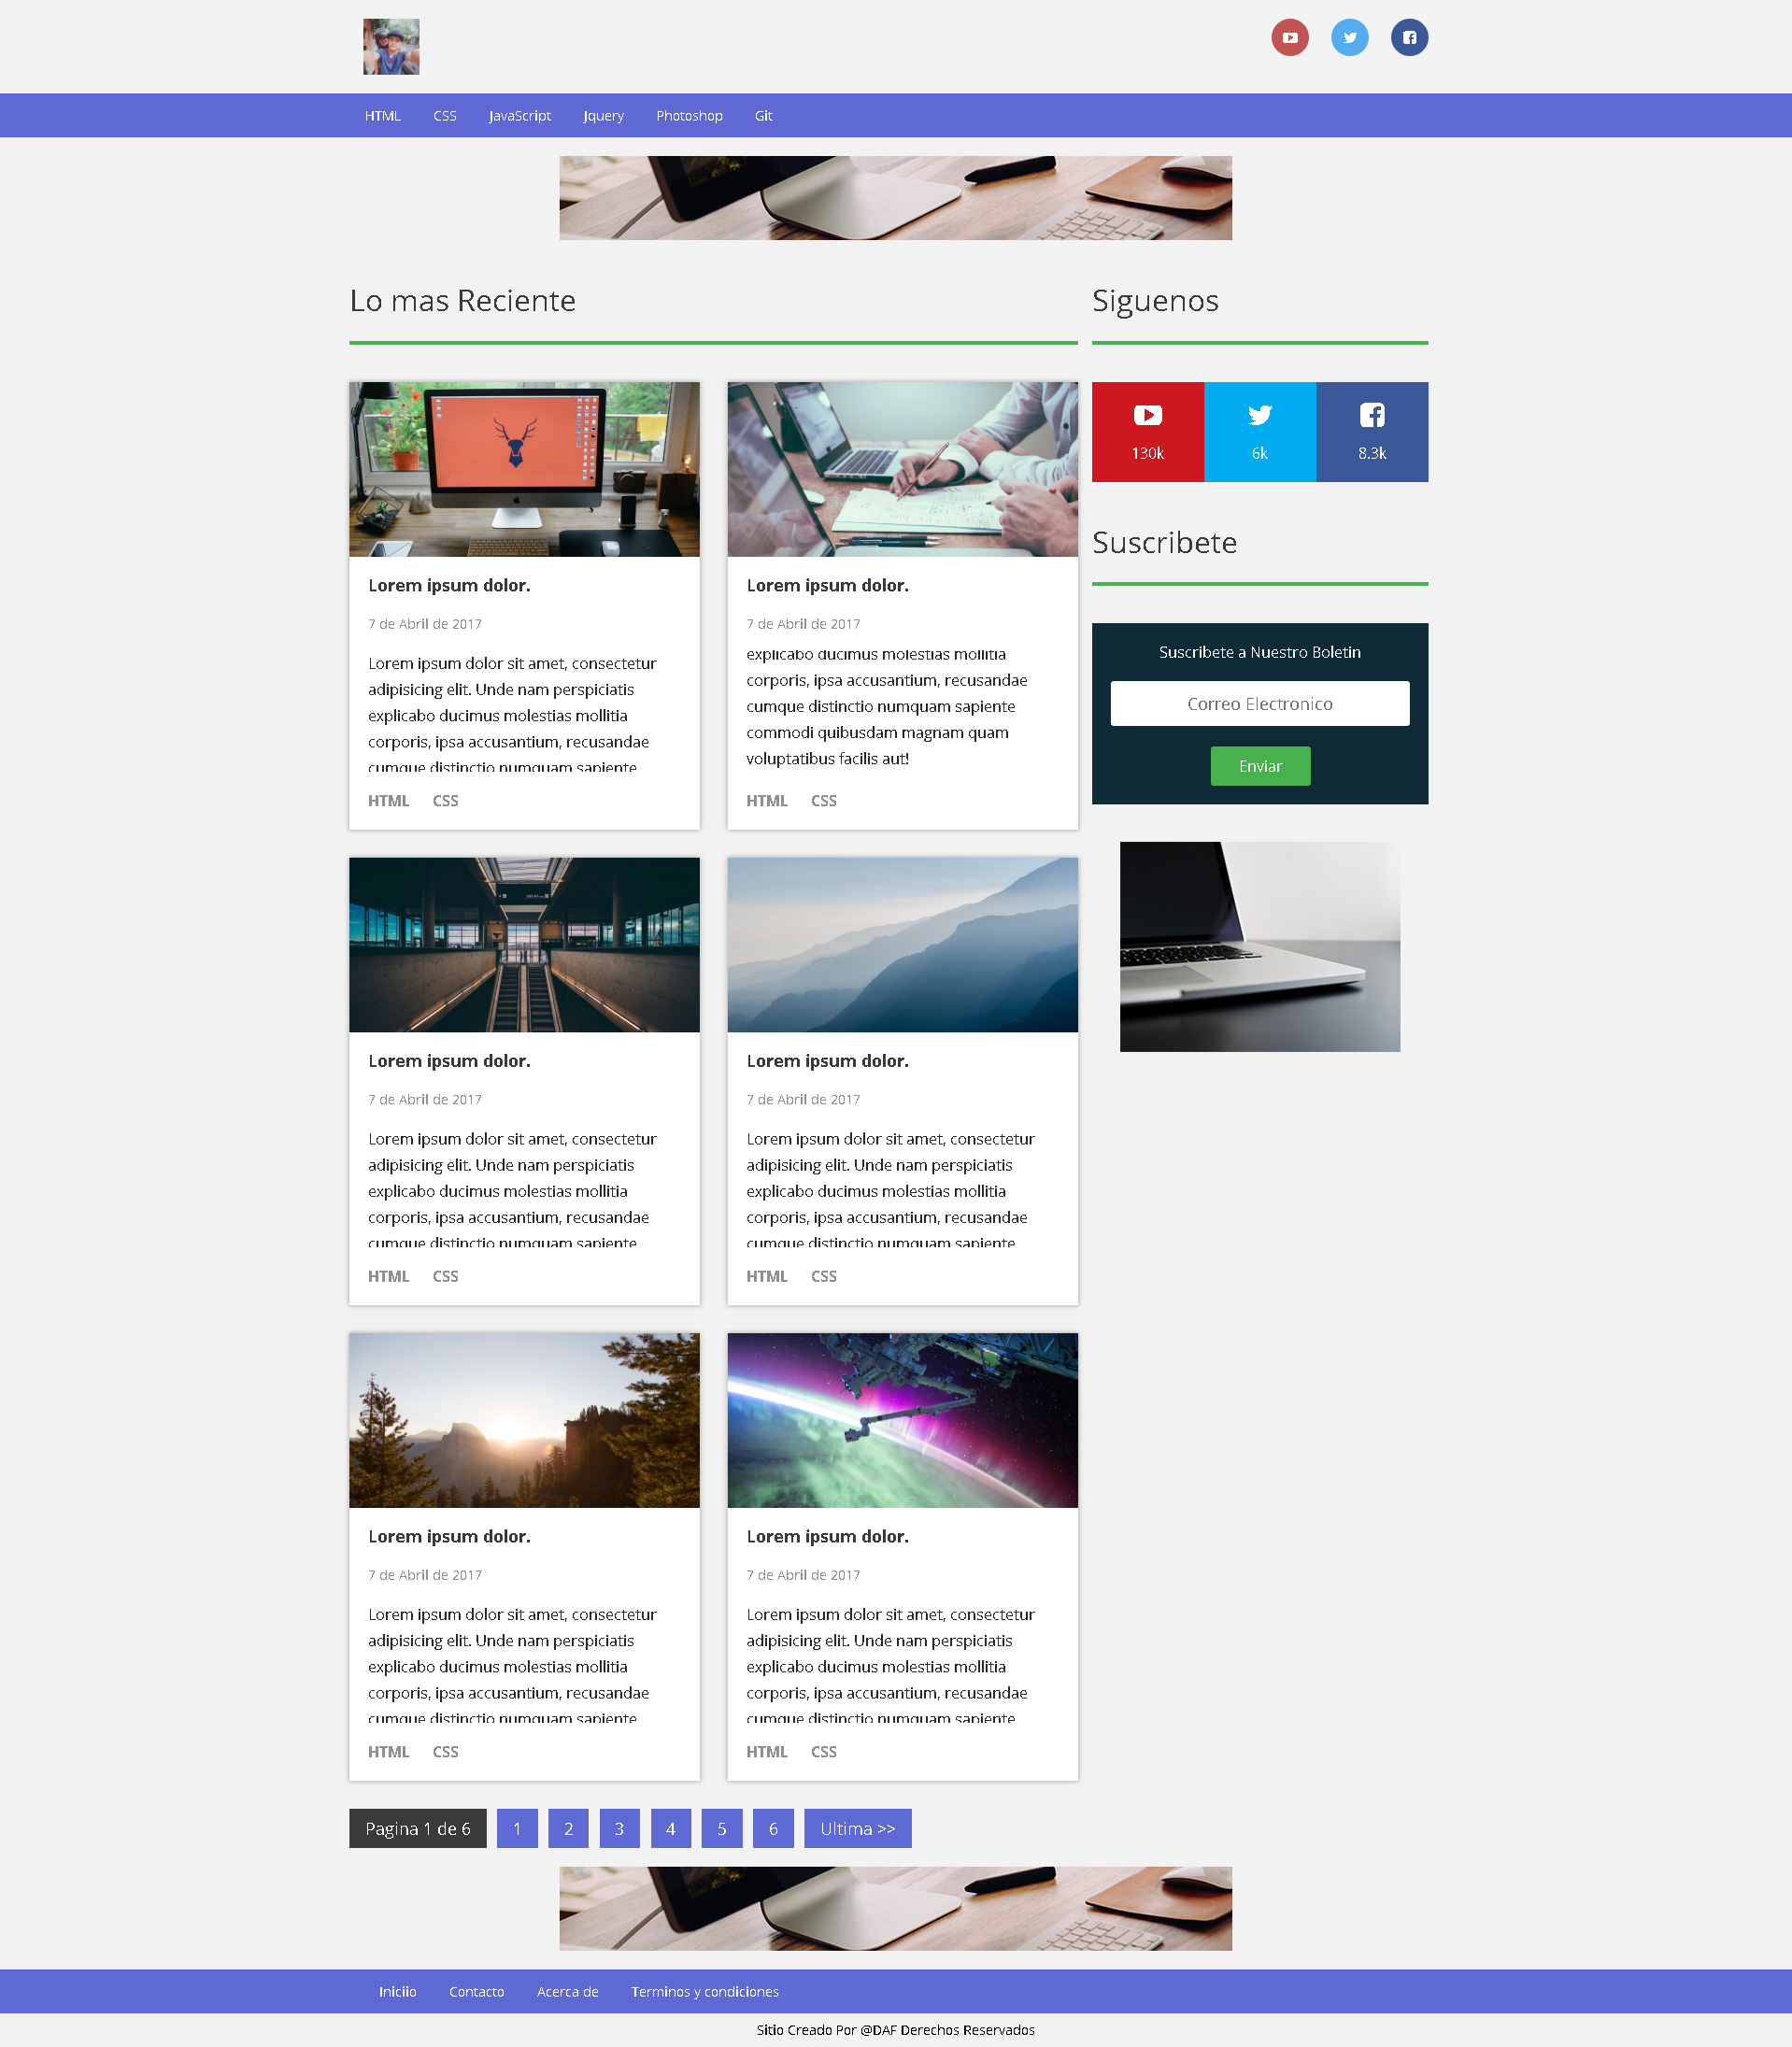 HTML CSS JavaScript Jquery Photoshop Git
Lo mas Reciente
Lorem ipsum dolor.
7 de Abril de 2017
Lorem ipsum dolor sit amet, consectetur
adipisicing elit. Unde nam perspiciatis
explicabo ducimus molestias mollitia
corporis, ipsa accusantium, recusandae
cumque distinctio numquam sapiente
HTML CSS
Lorem ipsum dolor.
7 de Abril de 2017
explicabo ducimus molestias mollitia
corporis, ipsa accusantium, recusandae
cumque distinctio numquam sapiente
commodi quibusdam magnam quam
voluptatibus facilis aut!
HTML CSS
Lorem ipsum dolor.
7 de Abril de 2017
Lorem ipsum dolor sit amet, consectetur
adipisicing elit. Unde nam perspiciatis
explicabo ducimus molestias mollitia
corporis, ipsa accusantium, recusandae
cumque distinctio numquam sapiente
HTML CSS
Lorem ipsum dolor.
7 de Abril de 2017
Lorem ipsum dolor sit amet, consectetur
adipisicing elit. Unde nam perspiciatis
explicabo ducimus molestias mollitia
corporis, ipsa accusantium, recusandae
cumque distinctio numquam sapiente
HTML CSS
Lorem ipsum dolor.
7 de Abril de 2017
Lorem ipsum dolor sit amet, consectetur
adipisicing elit. Unde nam perspiciatis
explicabo ducimus molestias mollitia
corporis, ipsa accusantium, recusandae
cumque distinctio numquam sapiente
HTML CSS
Lorem ipsum dolor.
7 de Abril de 2017
Lorem ipsum dolor sit amet, consectetur
adipisicing elit. Unde nam perspiciatis
explicabo ducimus molestias mollitia
corporis, ipsa accusantium, recusandae
cumque distinctio numquam sapiente
HTML CSS
Pagina 1 de 6 1 2 3 4 5 6 Ultima >>
Siguenos
130k 6k 8.3k
Suscribete
Suscribete a Nuestro Boletin
Correo Electronico
Enviar
Iniciio Contacto Acerca de Terminos y condiciones
Sitio Creado Por @DAF Derechos Reservados